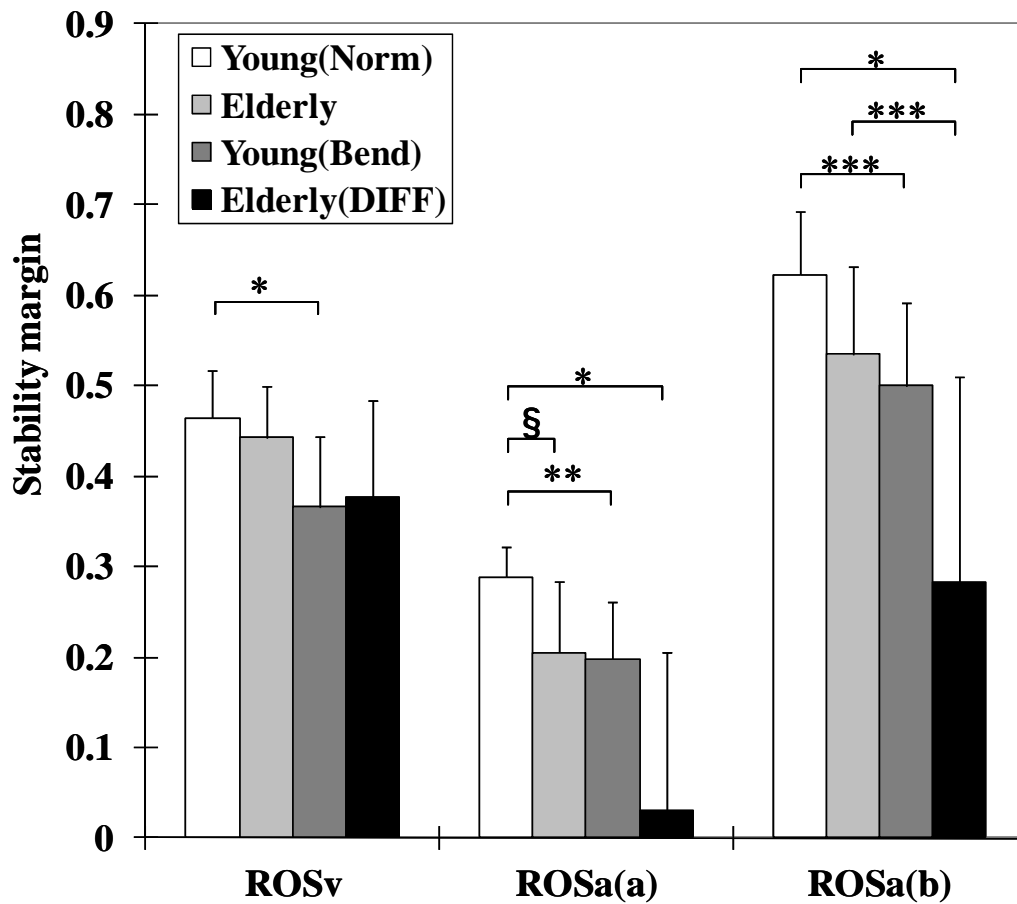 Stability margin
0.9
0.8
0.7
0.6
0.5
0.4
0.3
0.2
0.1
0
Young(Norm)
Elderly
Young(Bend)
Elderly(DIFF)
*
*
§
**
*
***
***
ROSv
ROSa(a)
ROSa(b)